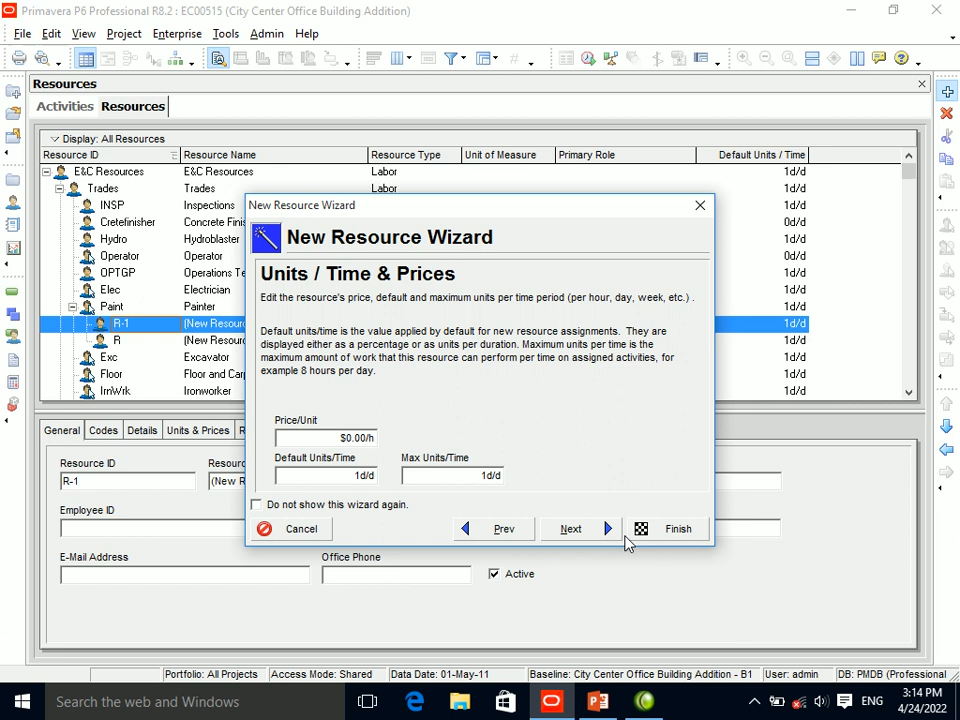 Primavera P6 Professional R8.2 : EC00515 (City Center Office Building Addition)
File Edit View Project Enterprise Tools Admin Help
Resources
Activities Resources
Display: All Resources
Resource ID Resource Name Resource Type Unit of Measure Primary Role Default Units / Time
E&C Resources E&C Resources Labor 1d/d
Trades Trades Labor 1d/d
INSP Inspections 1d/d
Cretefinisher Concrete Fini 0d/d
Hydro Hydroblaster 1d/d
Operator Operator 0d/d
OPTGP Operations Te 1d/d
Elec Electrician 1d/d
Paint Painter 1d/d
R-1 (New Resour 1d/d
R (New Resour 1d/d
Exc Excavator 1d/d
Floor Floor and Car 1d/d
IrnWrk Ironworker 1d/d
New Resource Wizard
New Resource Wizard
Units / Time & Prices
Edit the resource's price, default and maximum units per time period (per hour, day, week, etc.) .
Default units/time is the value applied by default for new resource assignments. They are
displayed either as a percentage or as units per duration. Maximum units per time is the
maximum amount of work that this resource can perform per time on assigned activities, for
example 8 hours per day.
Price/Unit
$0.00/h
Default Units/Time Max Units/Time
1d/d 1d/d
Do not show this wizard again.
Cancel Prev Next Finish
General Codes Details Units & Prices R
Resource ID Resour
R-1 (New R
Employee ID
E-Mail Address Office Phone
Active
Portfolio: All Projects Access Mode: Shared Data Date: 01-May-11 Baseline: City Center Office Building Addition - B1 User: admin DB: PMDB (Professional
Search the web and Windows
ENG
3:14 PM
4/24/2022